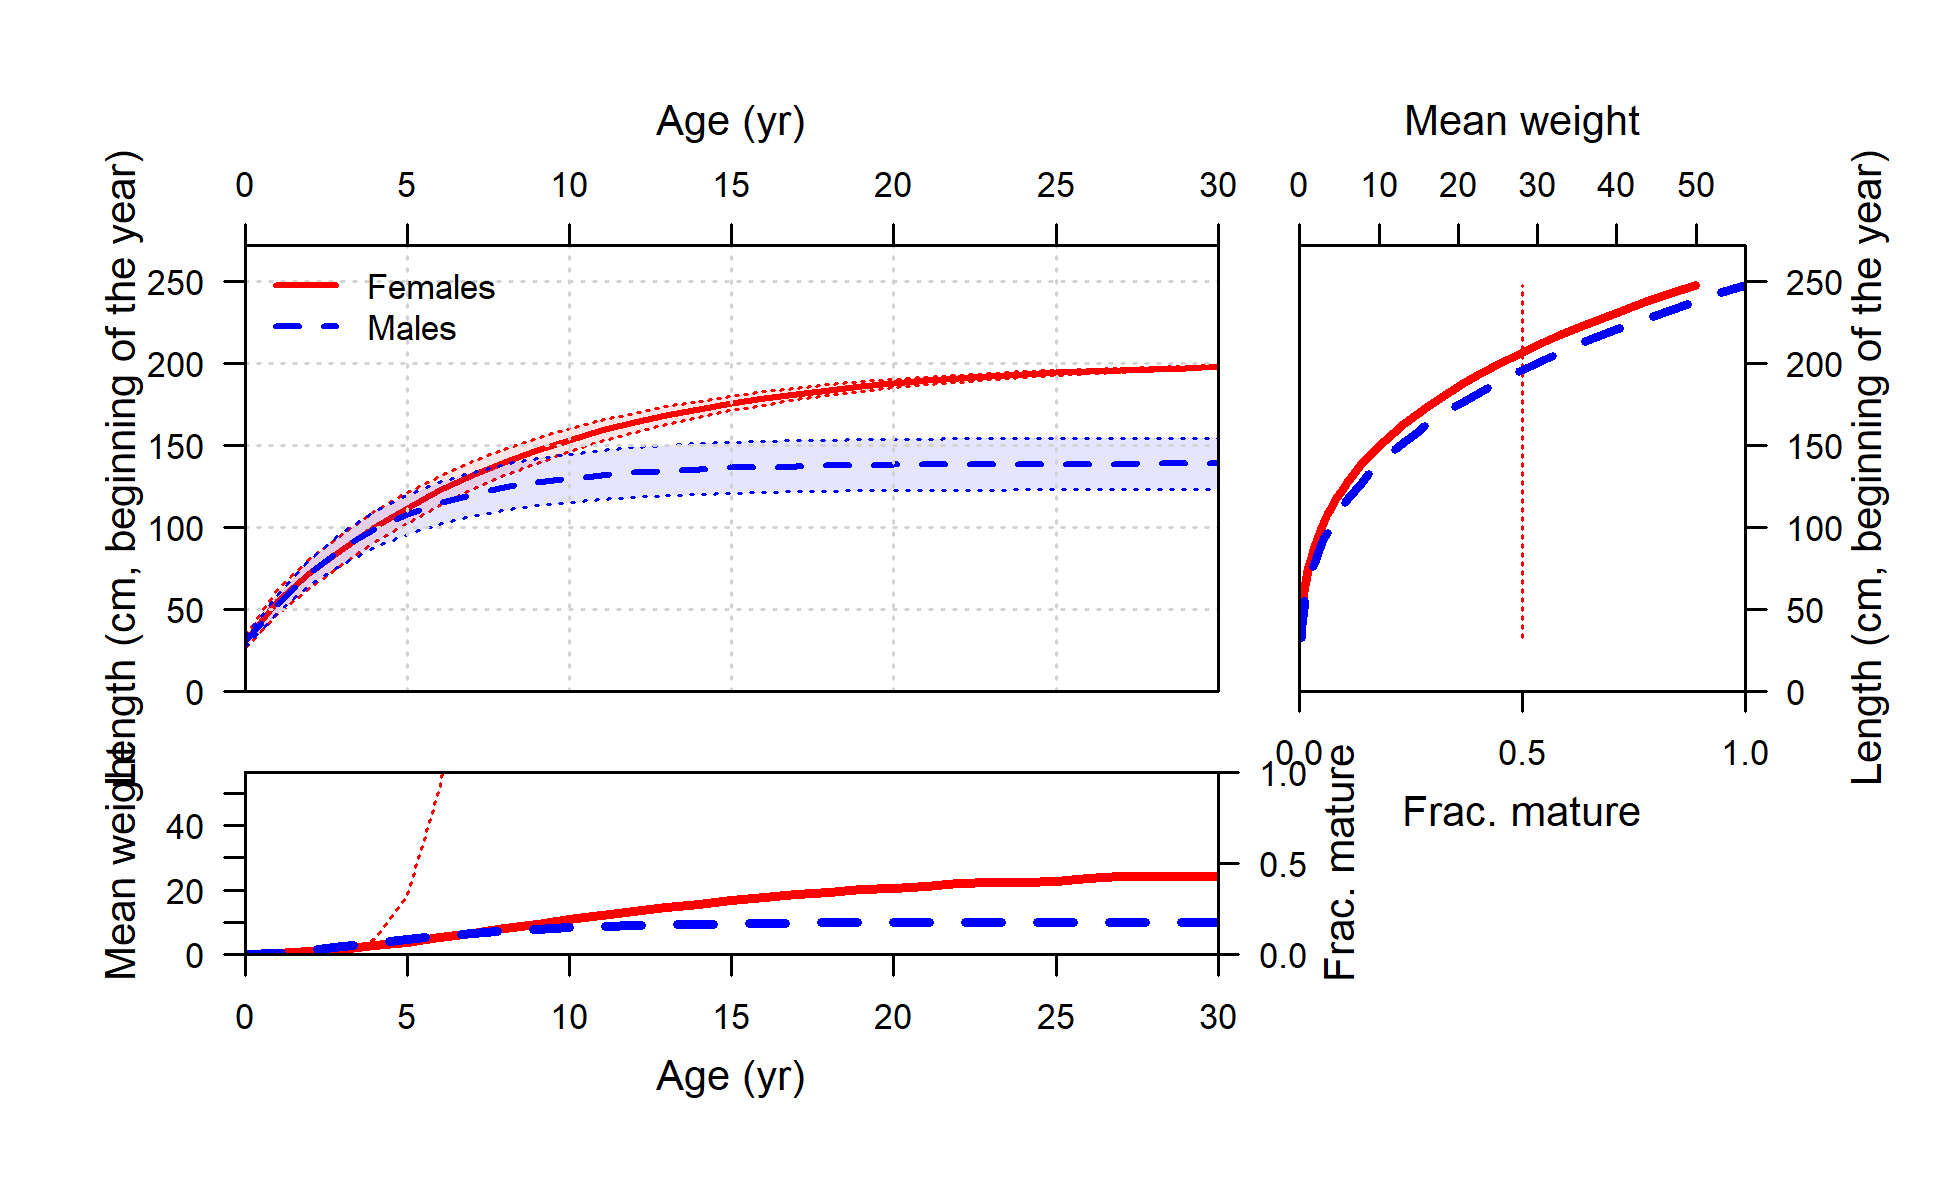 Age (yr)
0 5 10 15 20 25 30
Length (cm, beginning of the year)
250
200
150
100
50
0
Females
Males
Mean weight
0 10 20 30 40 50
Length (cm, beginning of the year)
250
200
150
100
50
0
0.0 0.5 1.0
Frac. mature
Mean weight
40
20
0
1.0
0.5
0.0
Frac. mature
0 5 10 15 20 25 30
Age (yr)